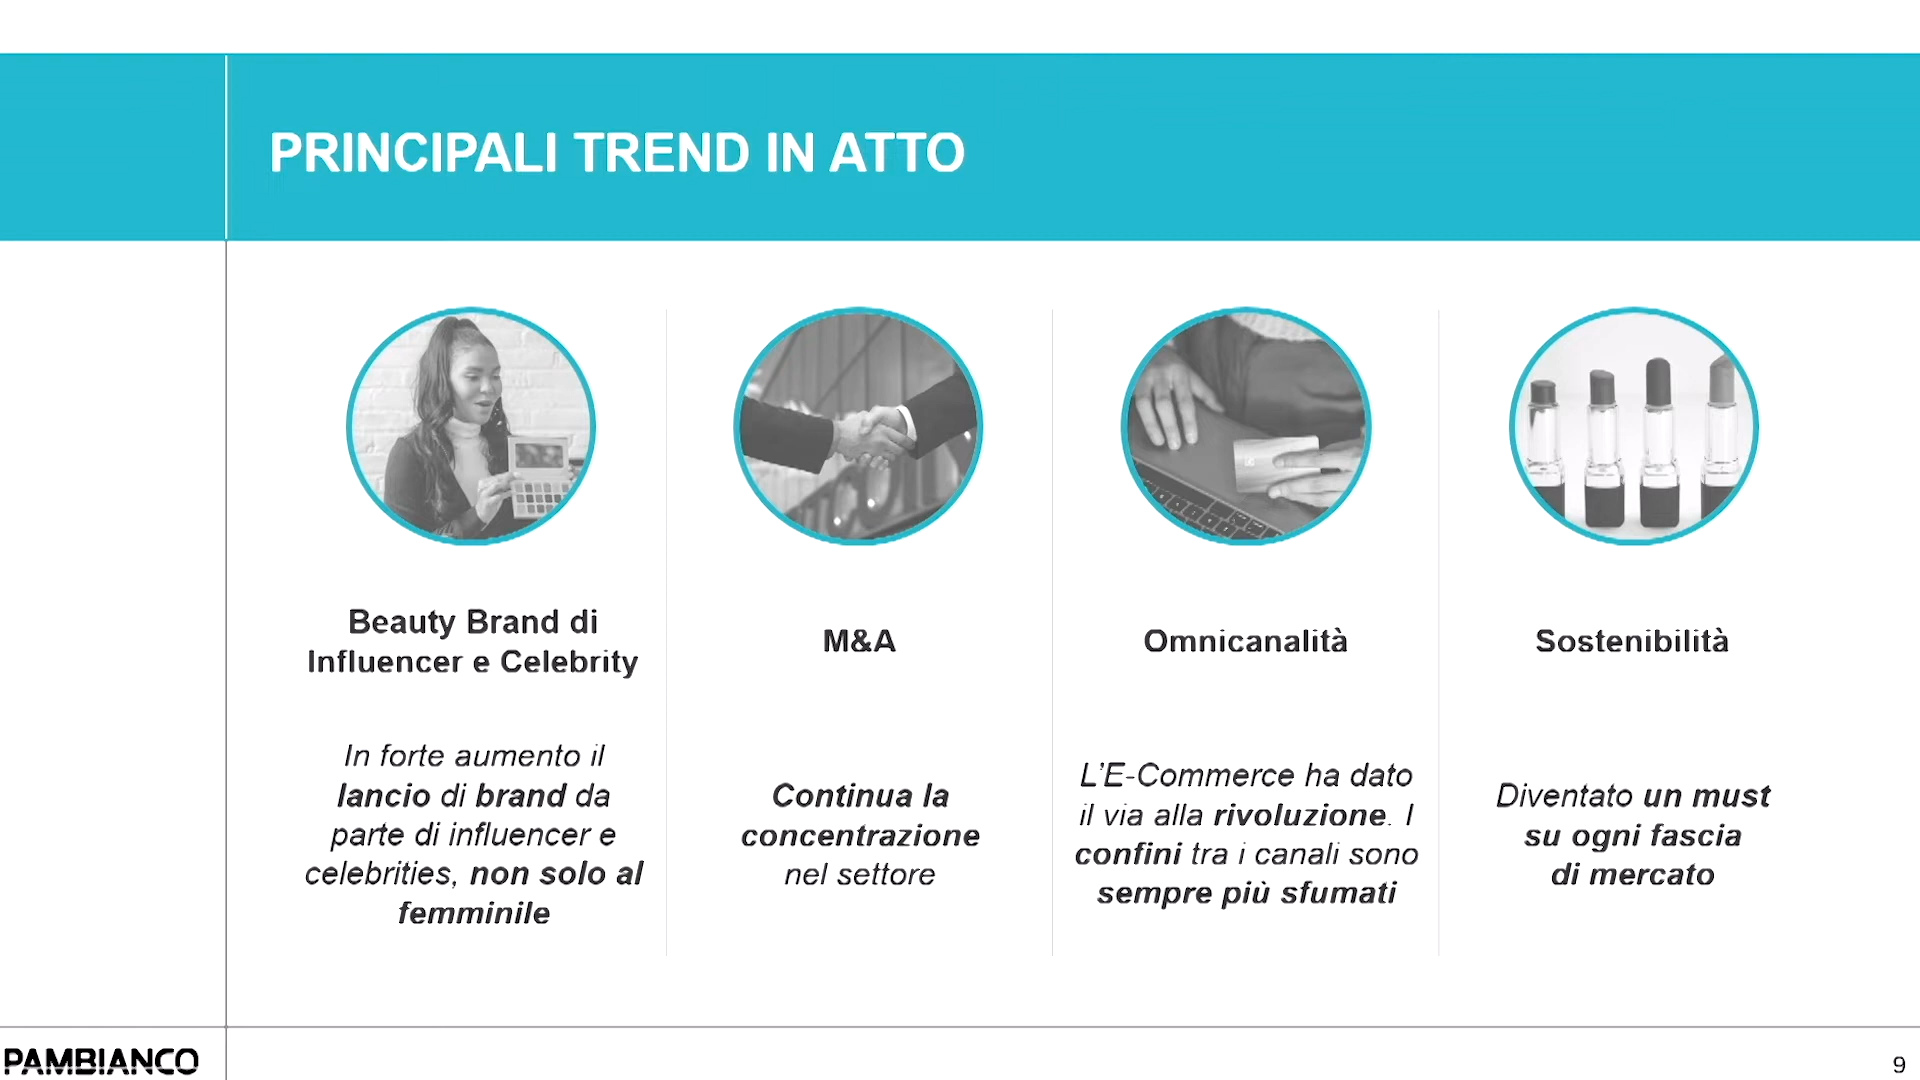 PRINCIPALI TREND IN ATTO
Beauty Brand di
Influencer e Celebrity
In forte aumento il
lancio di brand da
parte di influencer e
celebrities, non solo al
femminile
M&A
Continua la
concentrazione
nel settore
Omnicanalità
L'E-Commerce ha dato
il via alla rivoluzione. I
confini tra i canali sono
sempre più sfumati
Sostenibilità
Diventato un must
su ogni fascia
di mercato
PAMBIANCO
9